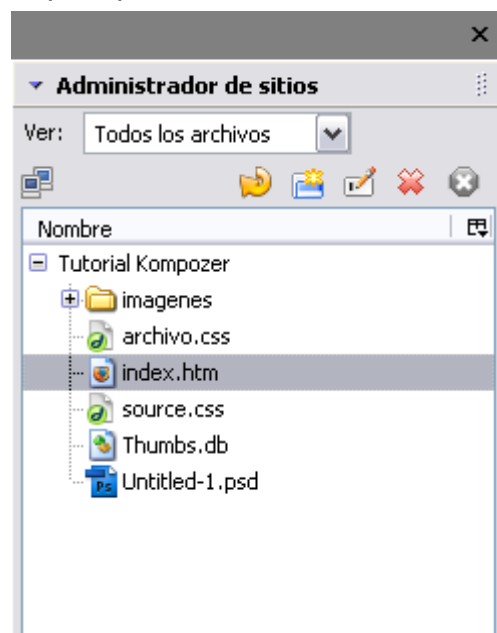 Administrador de sitios
Ver: Todos los archivos
Nombre
Tutorial Kompozer
imagenes
archivo.css
index.htm
source.css
Thumbs.db
Untitled-1.psd